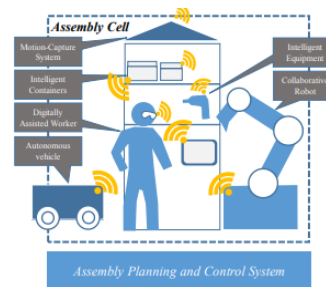 Assembly Cell
Motion-Capture
System
Intelligent
Containers
Digitally
Assisted Worker
Autonomous
vehicle
Intelligent
Equipment
Collaborative
Robot
Assembly Planning and Control System